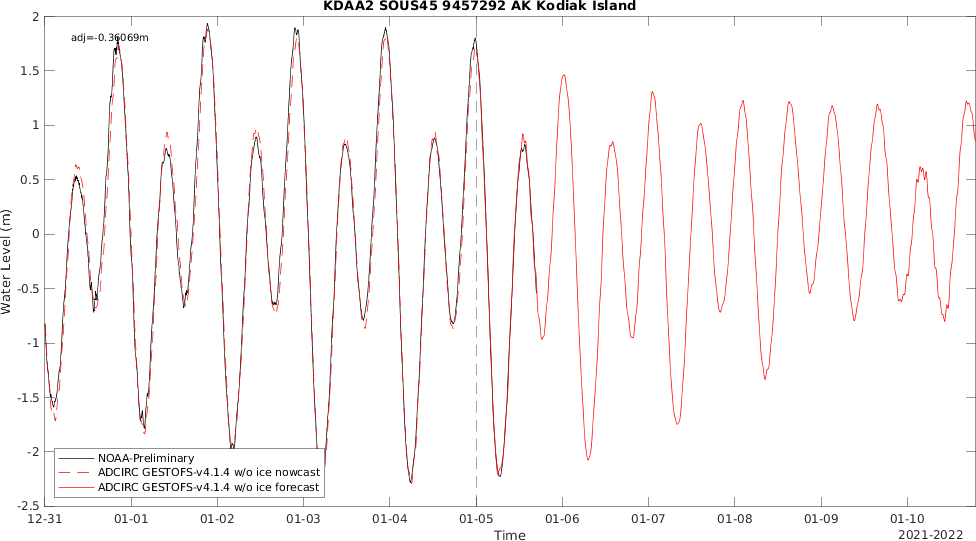 KDAA2 SOUS45 9457292 AK Kodiak Island
adj=-0.36069m
2
1.5
1
0.5
0
-0.5
-1
-1.5
-2
-2.5
Water Level (m)
NOAA-Preliminary
ADCIRC GESTOFS-v4.1.4 w/o ice nowcast
ADCIRC GESTOFS-v4.1.4 w/o ice forecast
12-31 01-01 01-02 01-03 01-04 01-05 01-06 01-07 01-08 01-09 01-10
Time
2021-2022